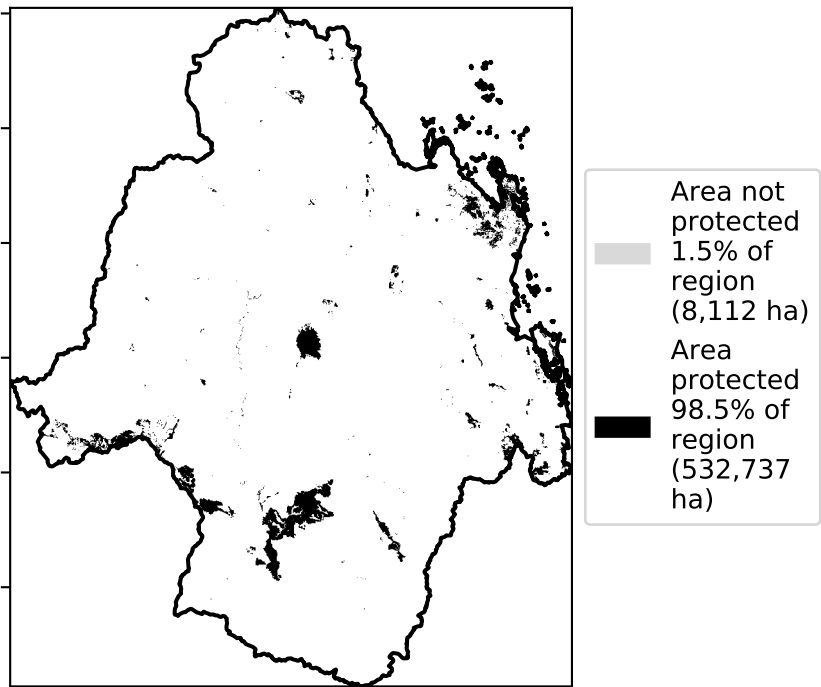 Area not
protected
1.5% of
region
(8,112 ha)
Area
protected
98.5% of
region
(532,737
ha)